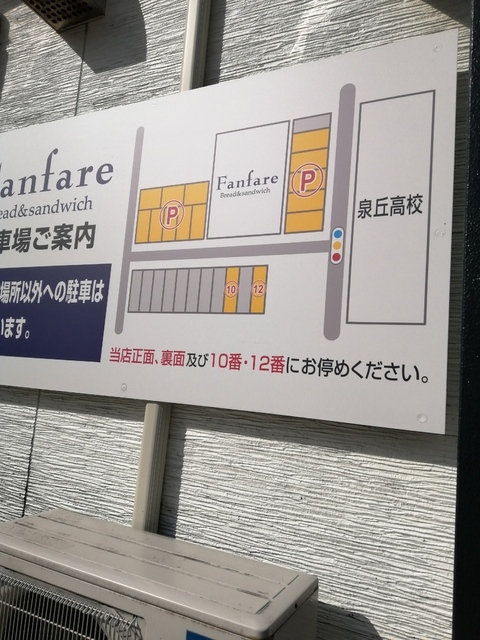 Fanfare
Bread&sandwich
車場ご案内
場所以外への駐車は
います。
P
Fanfare
Bread&sandwich
P
泉丘高校
10
12
当店正面、裏面及び10番・12番にお停めください。